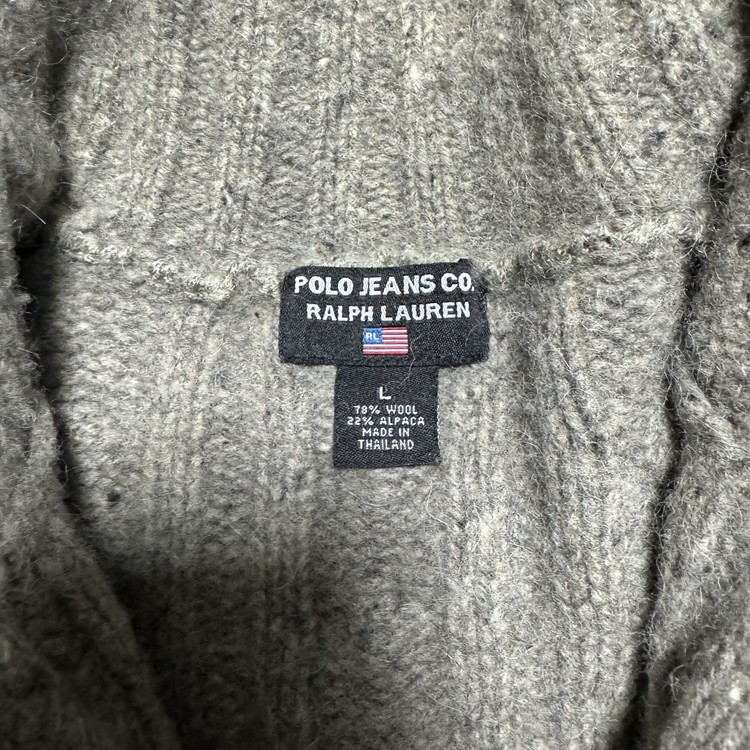 POLO JEANS CO.
RALPH LAUREN
RL
L
78% WOOL
22% ALPACA
MADE IN
THAILAND